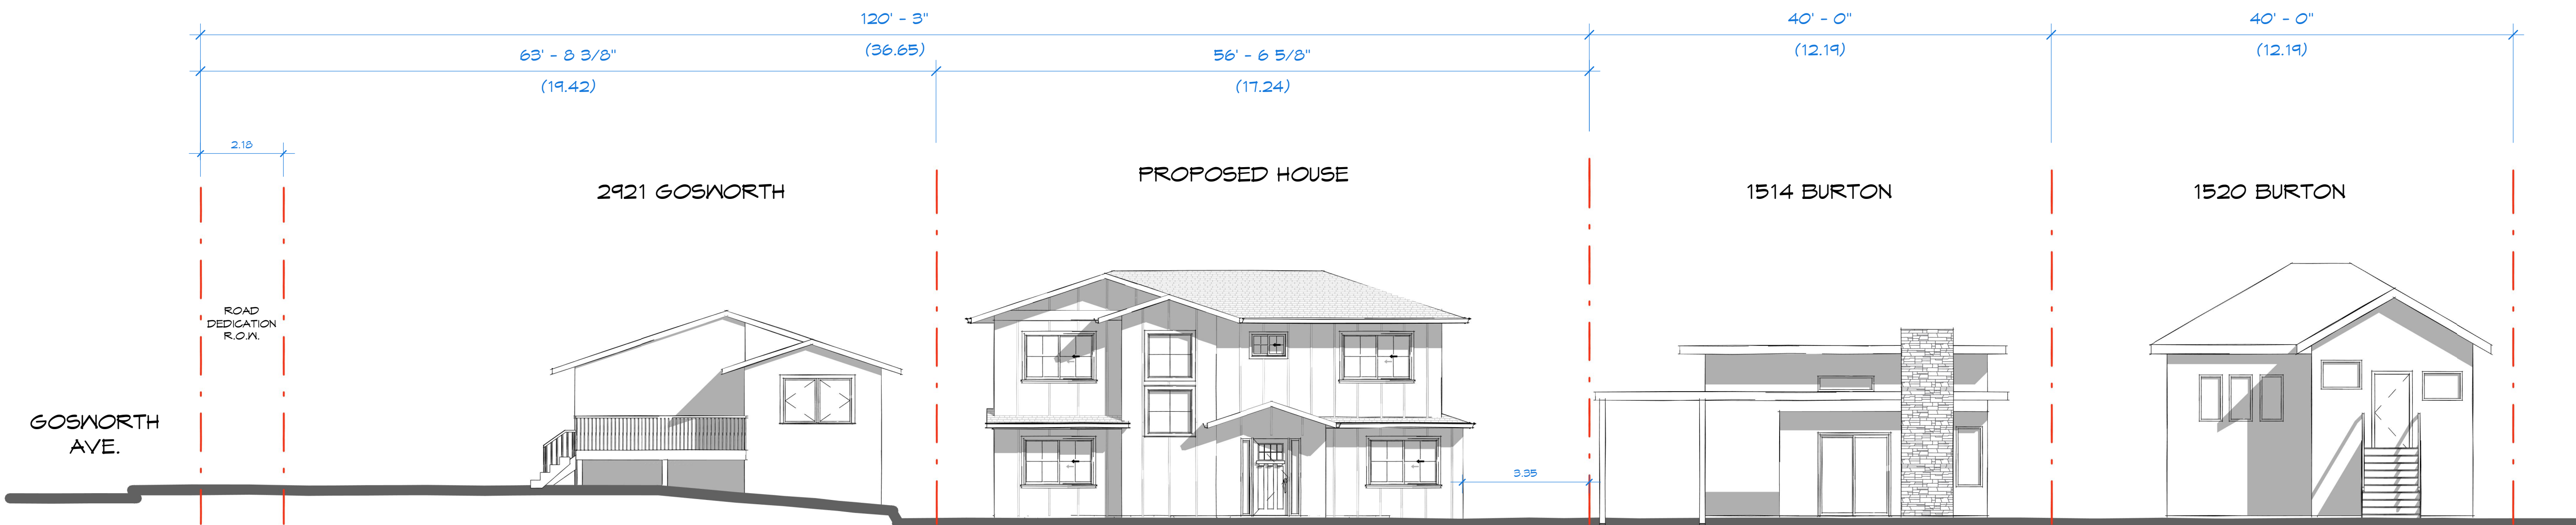 120' - 3"
40' - 0"
40' - 0"
(36.65)
(12.19)
(12.19)
63' - 8 3/8"
56' - 6 5/8"
(19.42)
(17.24)
2.18
PROPOSED HOUSE
2921 GOSWORTH
1514 BURTON
1520 BURTON
ROAD
DEDICATION
R.O.W.
GOSWORTH
AVE.
3.35